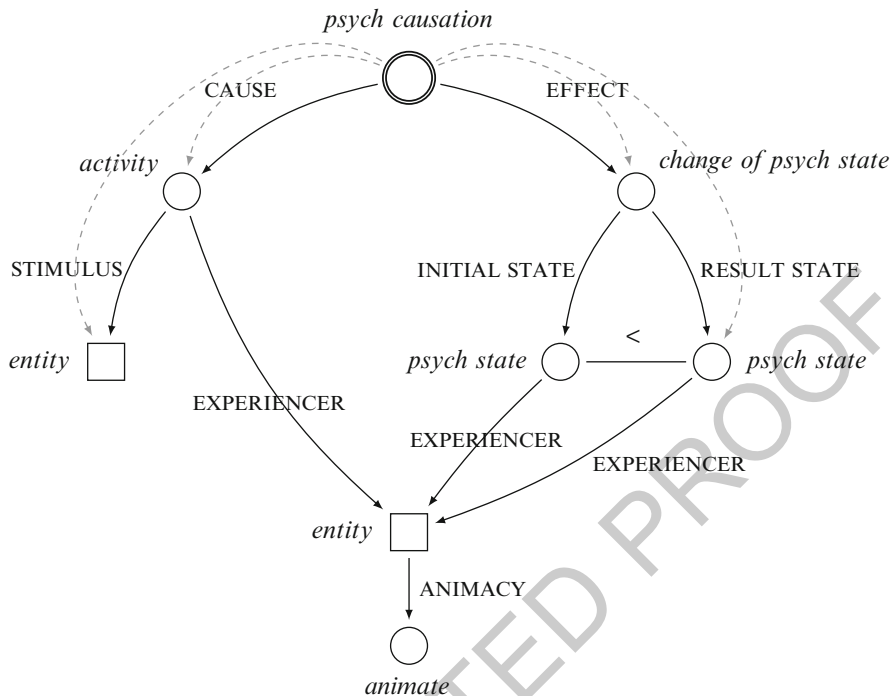 psych causation
CAUSE
EFFECT
activity
change of psych state
STIMULUS
INITIAL STATE
RESULT STATE
<
entity
psych state
psych state
EXPERIENCER
EXPERIENCER
EXPERIENCER
entity
ANIMACY
animate
TED PROOF